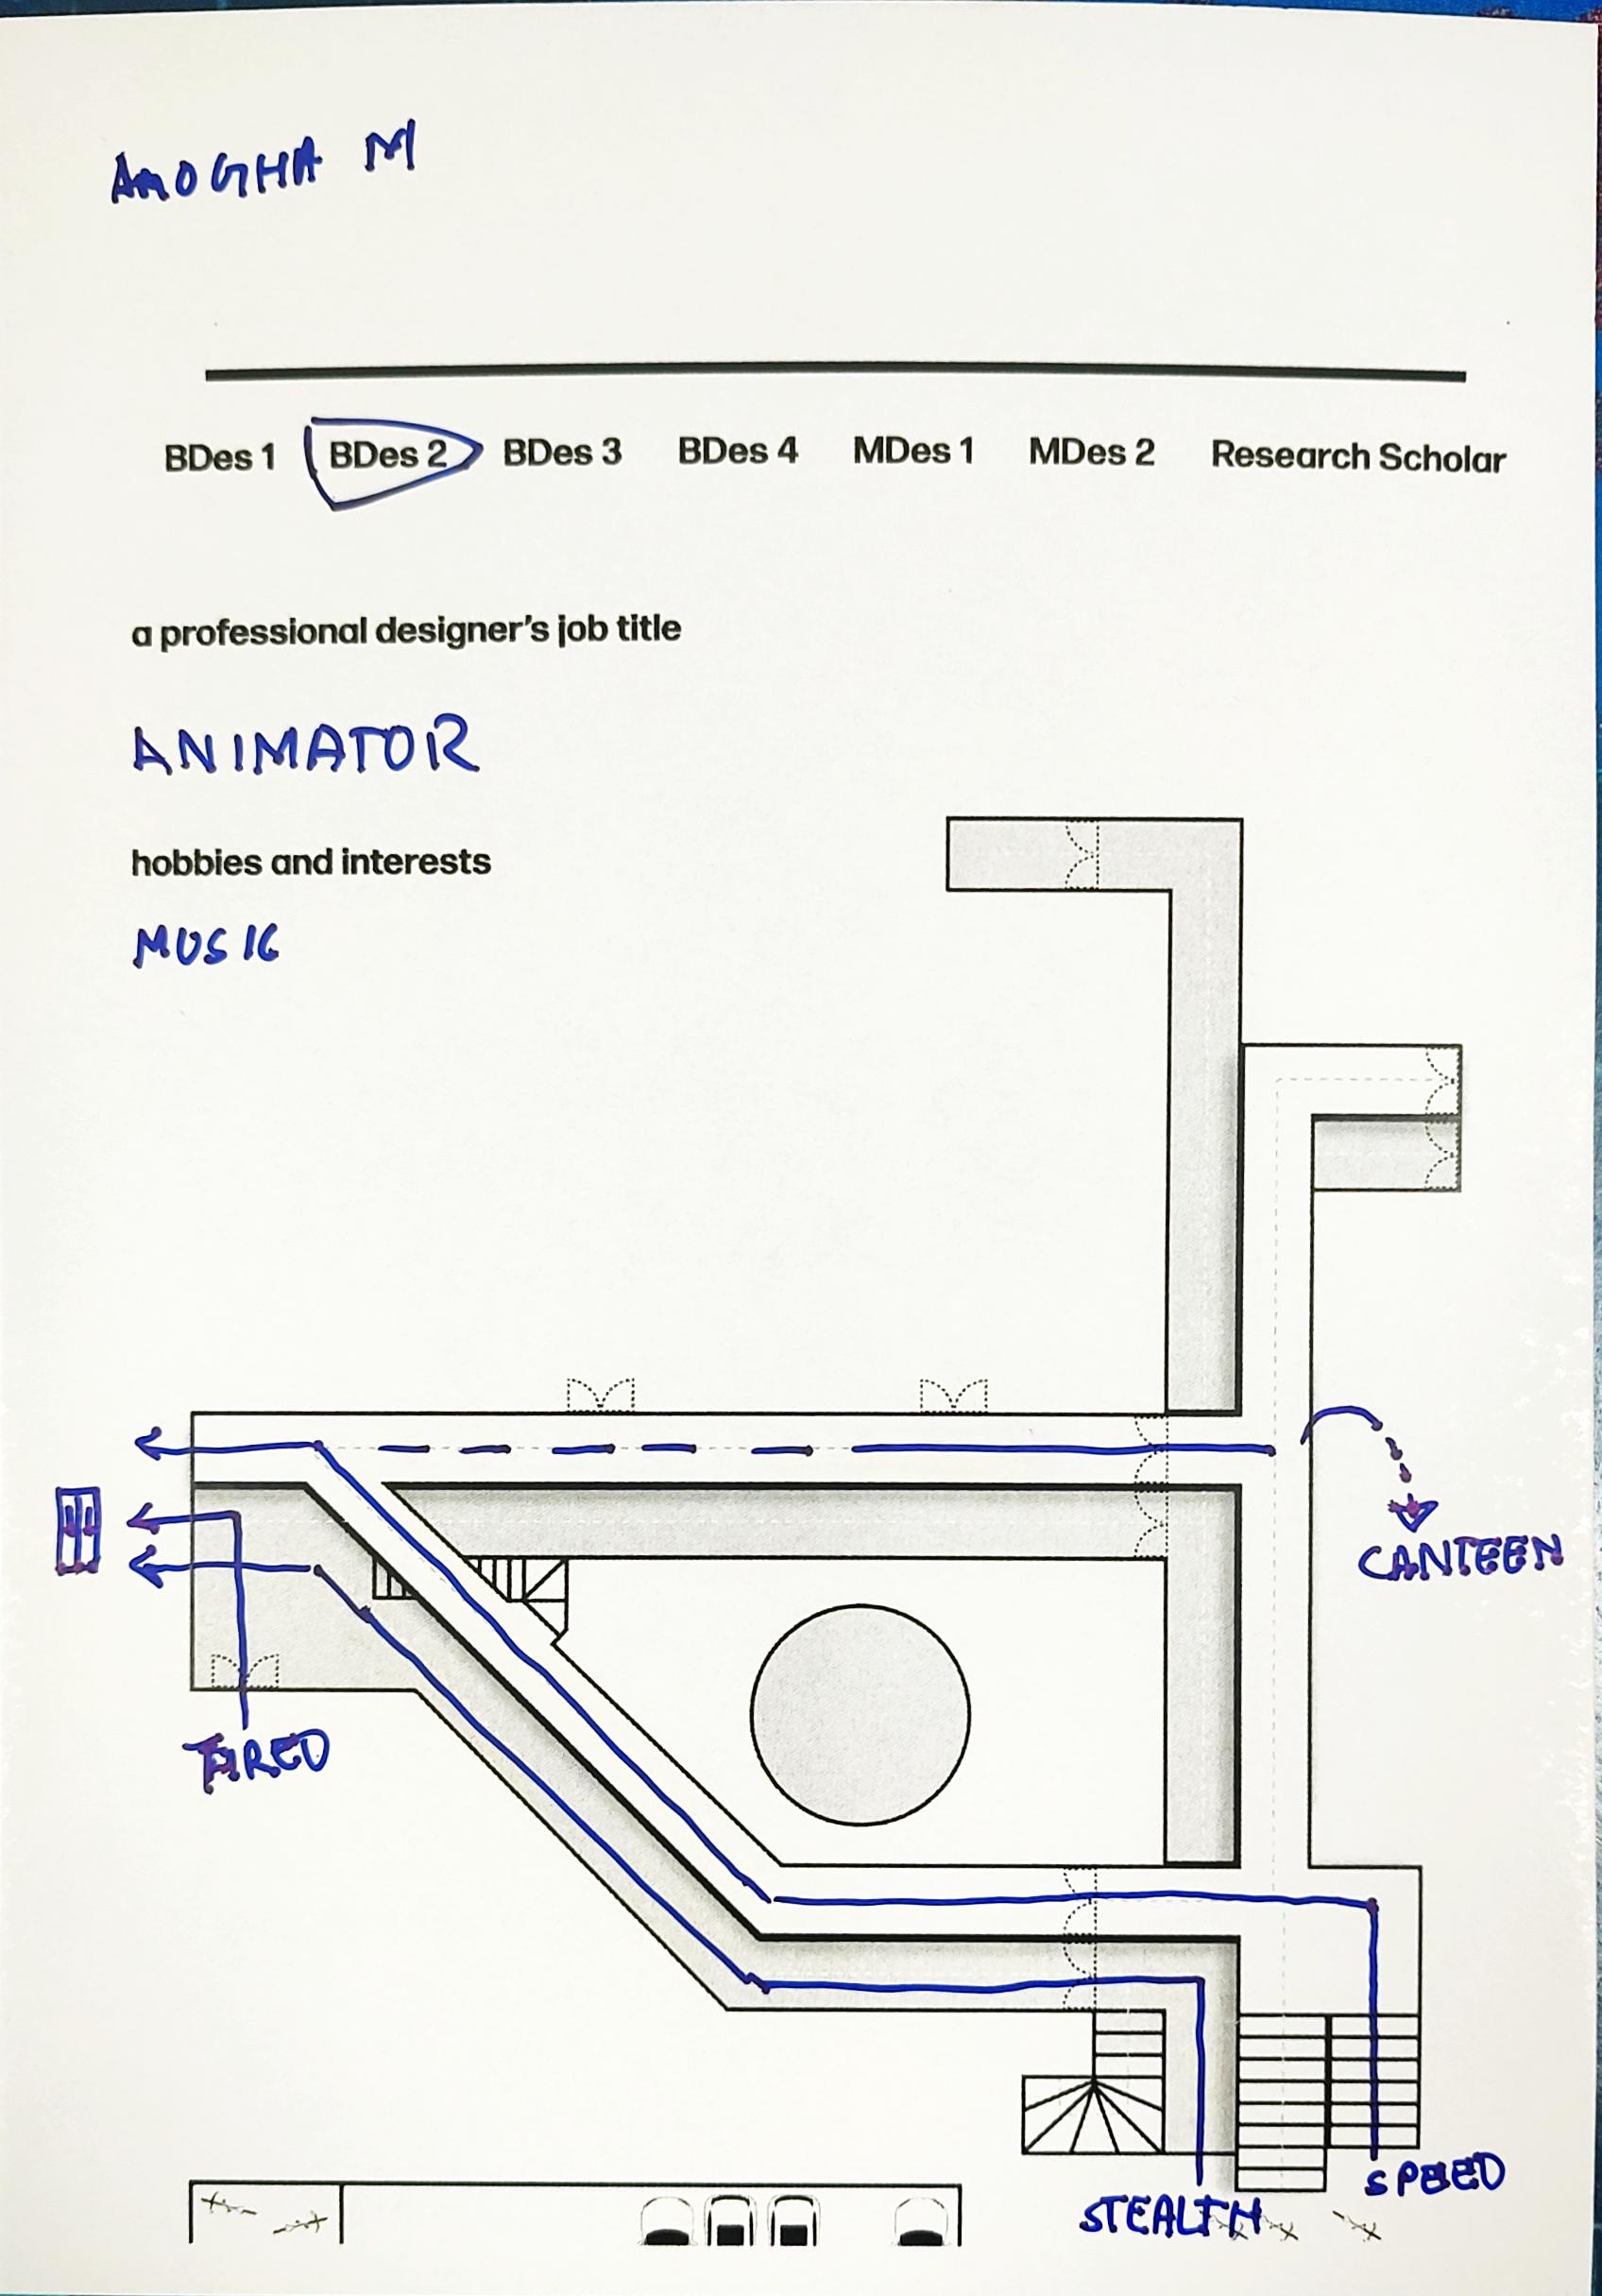 AMOGHA M
BDes 1 BDes 2 BDes 3 BDes 4 MDes 1 MDes 2 Research Scholar
a professional designer's job title
ANIMATOR
hobbies and interests
MUSIC
CANTEEN
TIRED
SPEED
STEALTH